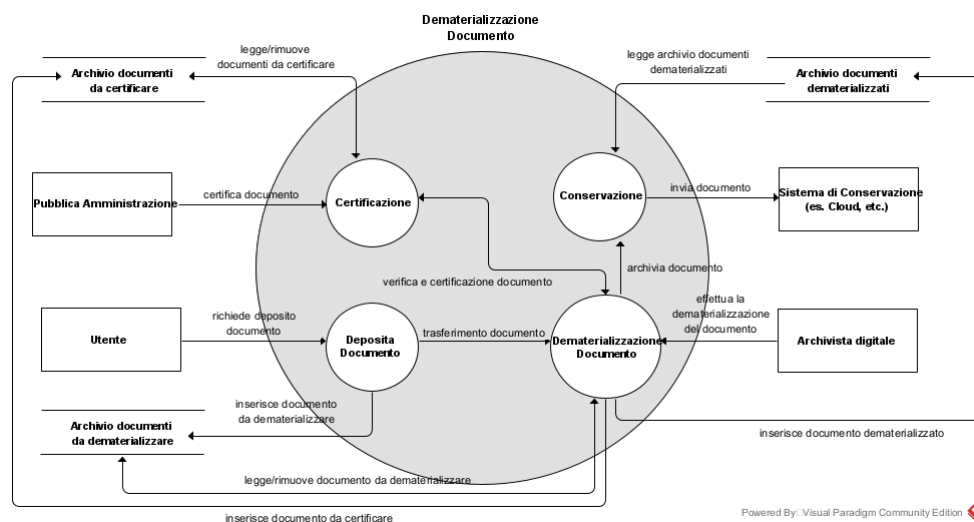 Dematerializzazione
Documento
legge/rimuove
documenti da certificare
legge archivio documenti
dematerializzati
Archivio documenti
da certificare
Archivio documenti
dematerializzati
Pubblica Amministrazione
certifica documento
Certificazione
Conservazione
invia documento
Sistema di Conservazione
(es. Cloud, etc.)
verifica e certificazione documento
archivia documento
Utente
richiede deposito
documento
Deposita
Documento
trasferimento documento
Dematerializzazione
Documento
effettua la
dematerializzazione
del documento
Archivista digitale
inserisce documento
da dematerializzare
Archivio documenti
da dematerializzare
inserisce documento dematerializzato
legge/rimuove documento da dematerializzare
inserisce documento da certificare
Powered By Visual Paradigm Community Edition